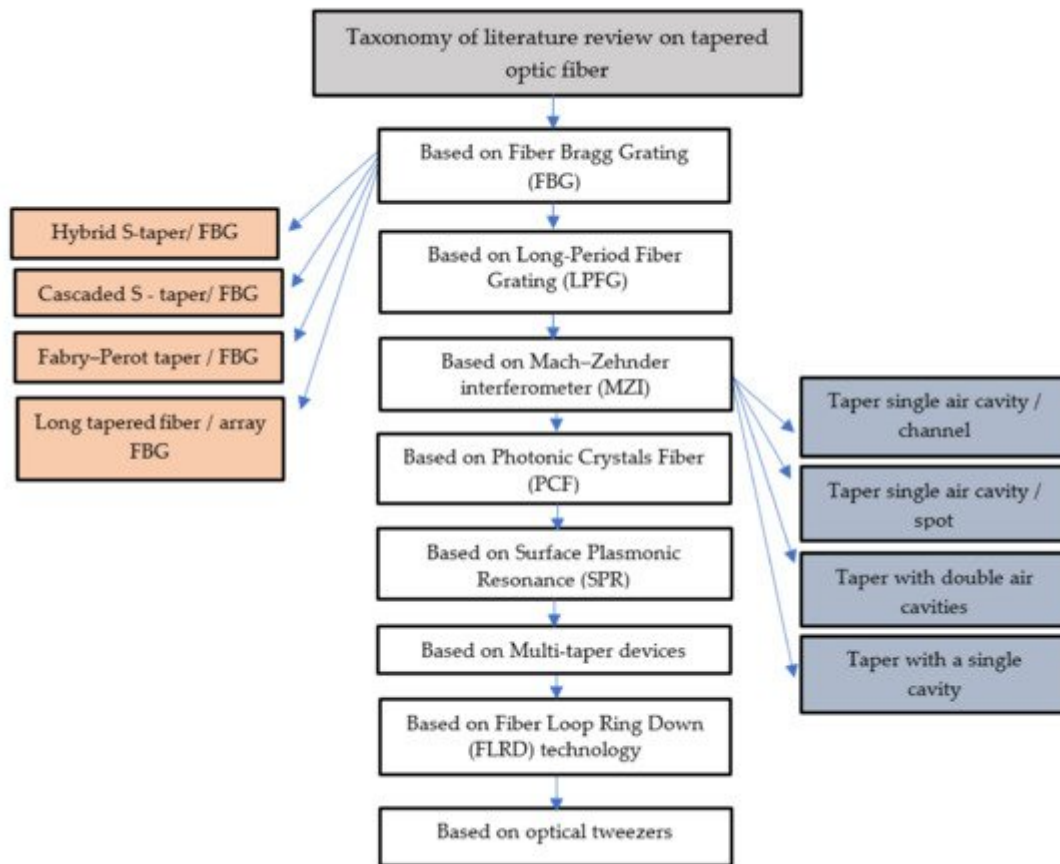 Taxonomy of literature review on tapered
optic fiber
Based on Fiber Bragg Grating
(FBG)
Hybrid S-taper/ FBG
Cascaded S - taper/ FBG
Fabry–Perot taper / FBG
Long tapered fiber / array
FBG
Based on Long-Period Fiber
Grating (LPFG)
Based on Mach–Zehnder
interferometer (MZI)
Taper single air cavity /
channel
Taper single air cavity /
spot
Taper with double air
cavities
Taper with a single
cavity
Based on Photonic Crystals Fiber
(PCF)
Based on Surface Plasmonic
Resonance (SPR)
Based on Multi-taper devices
Based on Fiber Loop Ring Down
(FLRD) technology
Based on optical tweezers